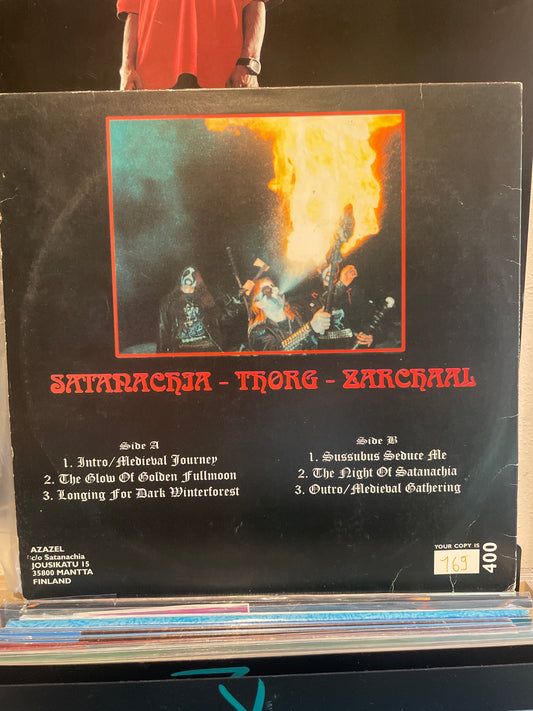 SATANACHIA - THORG - ZARCHAAL
Side A
1. Intro/Medieval Journey
2. The Glow Of Golden Fullmoon
3. Longing For Dark Winterforest
Side B
1. Sussubus Seduce Me
2. The Night Of Satanachia
3. Outro/Medieval Gathering
AZAZEL
c/o Satanachia
JOUSIKATU 15
35800 MANTTA
FINLAND
YOUR COPY IS
169
400